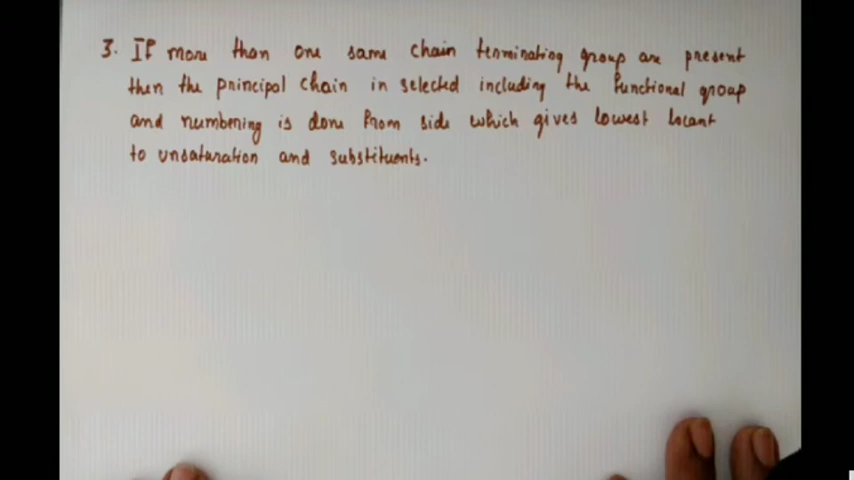 3. If more than one same chain terminating group are present
then the principal chain in selected including the functional group
and numbering is done from side which gives lowest locant
to unsaturation and substituents.